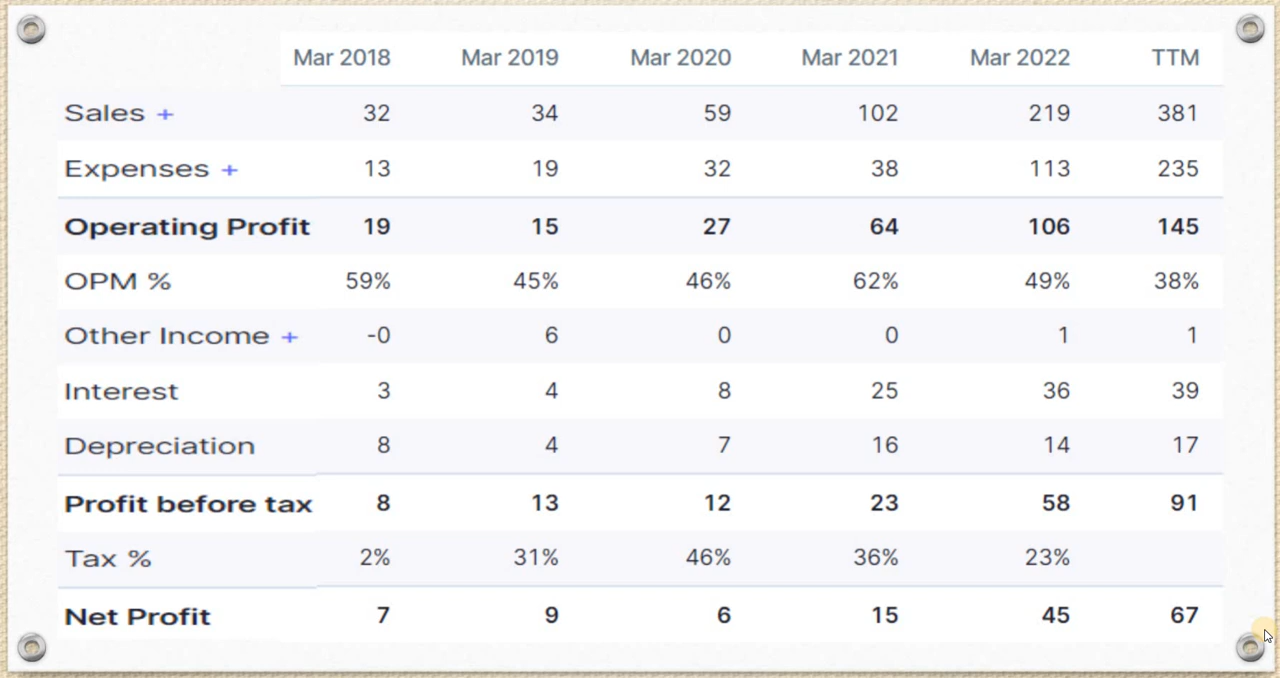 Mar 2018 Mar 2019 Mar 2020 Mar 2021 Mar 2022 TTM
Sales + 32 34 59 102 219 381
Expenses + 13 19 32 38 113 235
Operating Profit 19 15 27 64 106 145
OPM % 59% 45% 46% 62% 49% 38%
Other Income + -0 6 0 0 1 1
Interest 3 4 8 25 36 39
Depreciation 8 4 7 16 14 17
Profit before tax 8 13 12 23 58 91
Tax % 2% 31% 46% 36% 23%
Net Profit 7 9 6 15 45 67